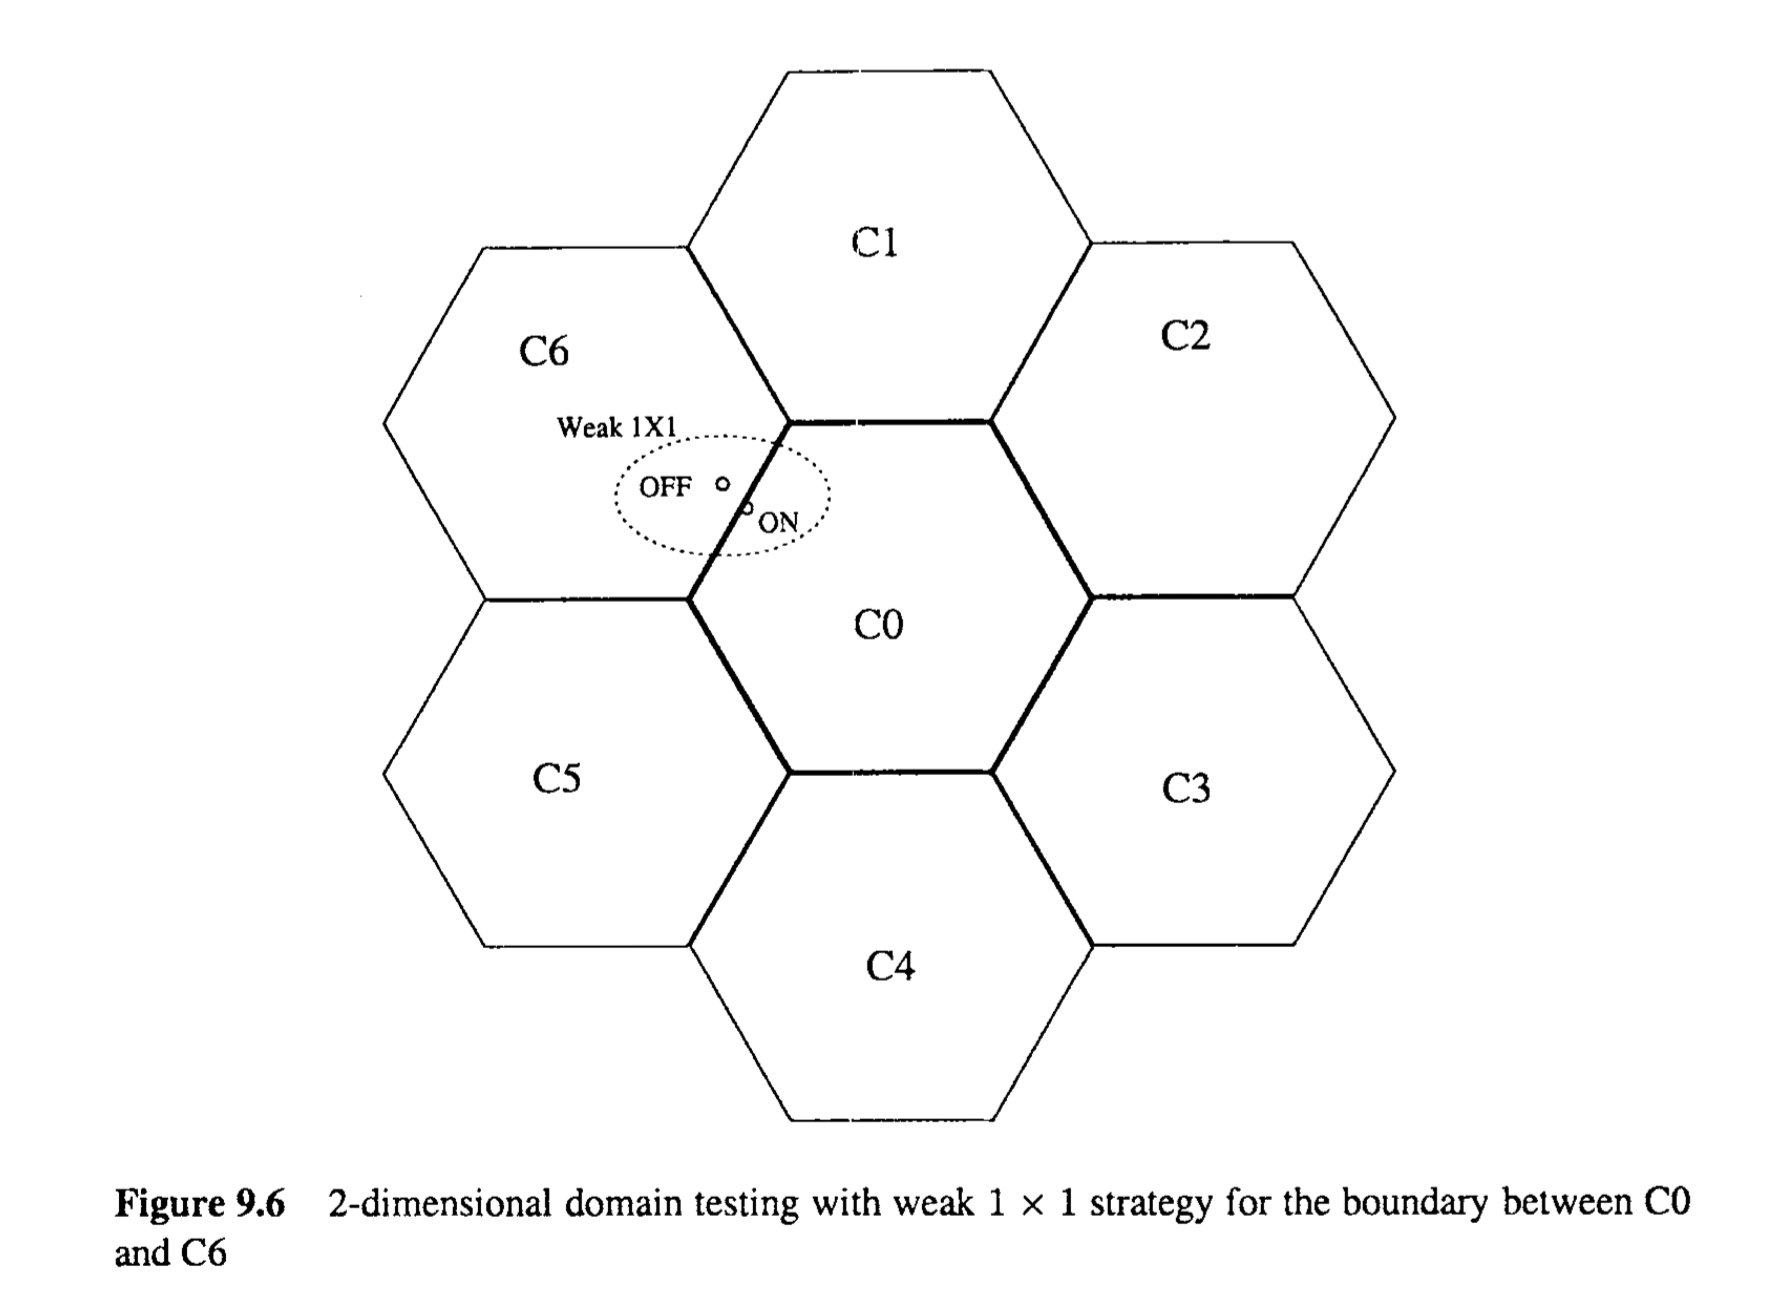 C1
C2
C6
Weak 1X1
OFF
ON
C0
C5
C3
C4
Figure 9.6 2-dimensional domain testing with weak 1 × 1 strategy for the boundary between C0
and C6